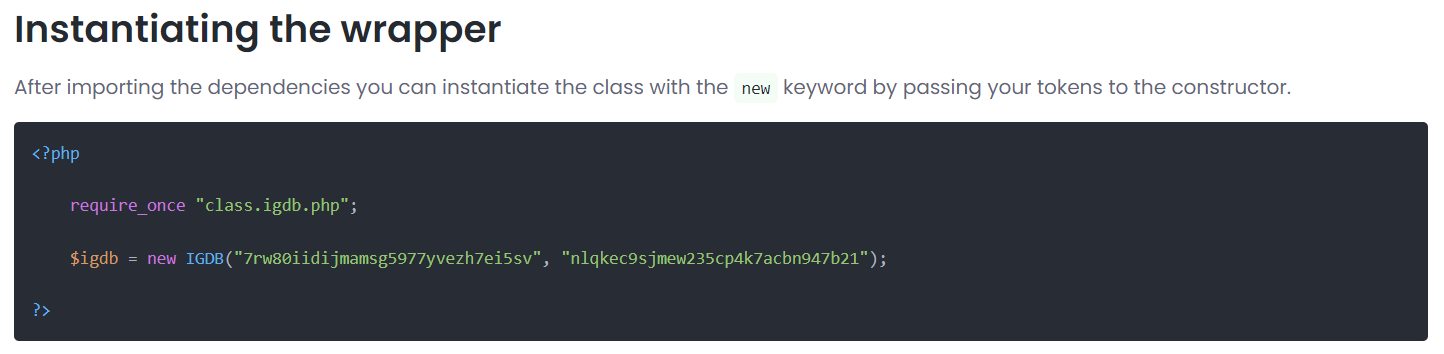 Instantiating the wrapper
After importing the dependencies you can instantiate the class with the new keyword by passing your tokens to the constructor.
<?php
require_once "class.igdb.php";
$igdb = new IGDB("7rw80iidijmamsg5977yvezh7ei5sv", "nlqkec9sjmew235cp4k7acbn947b21");
?>